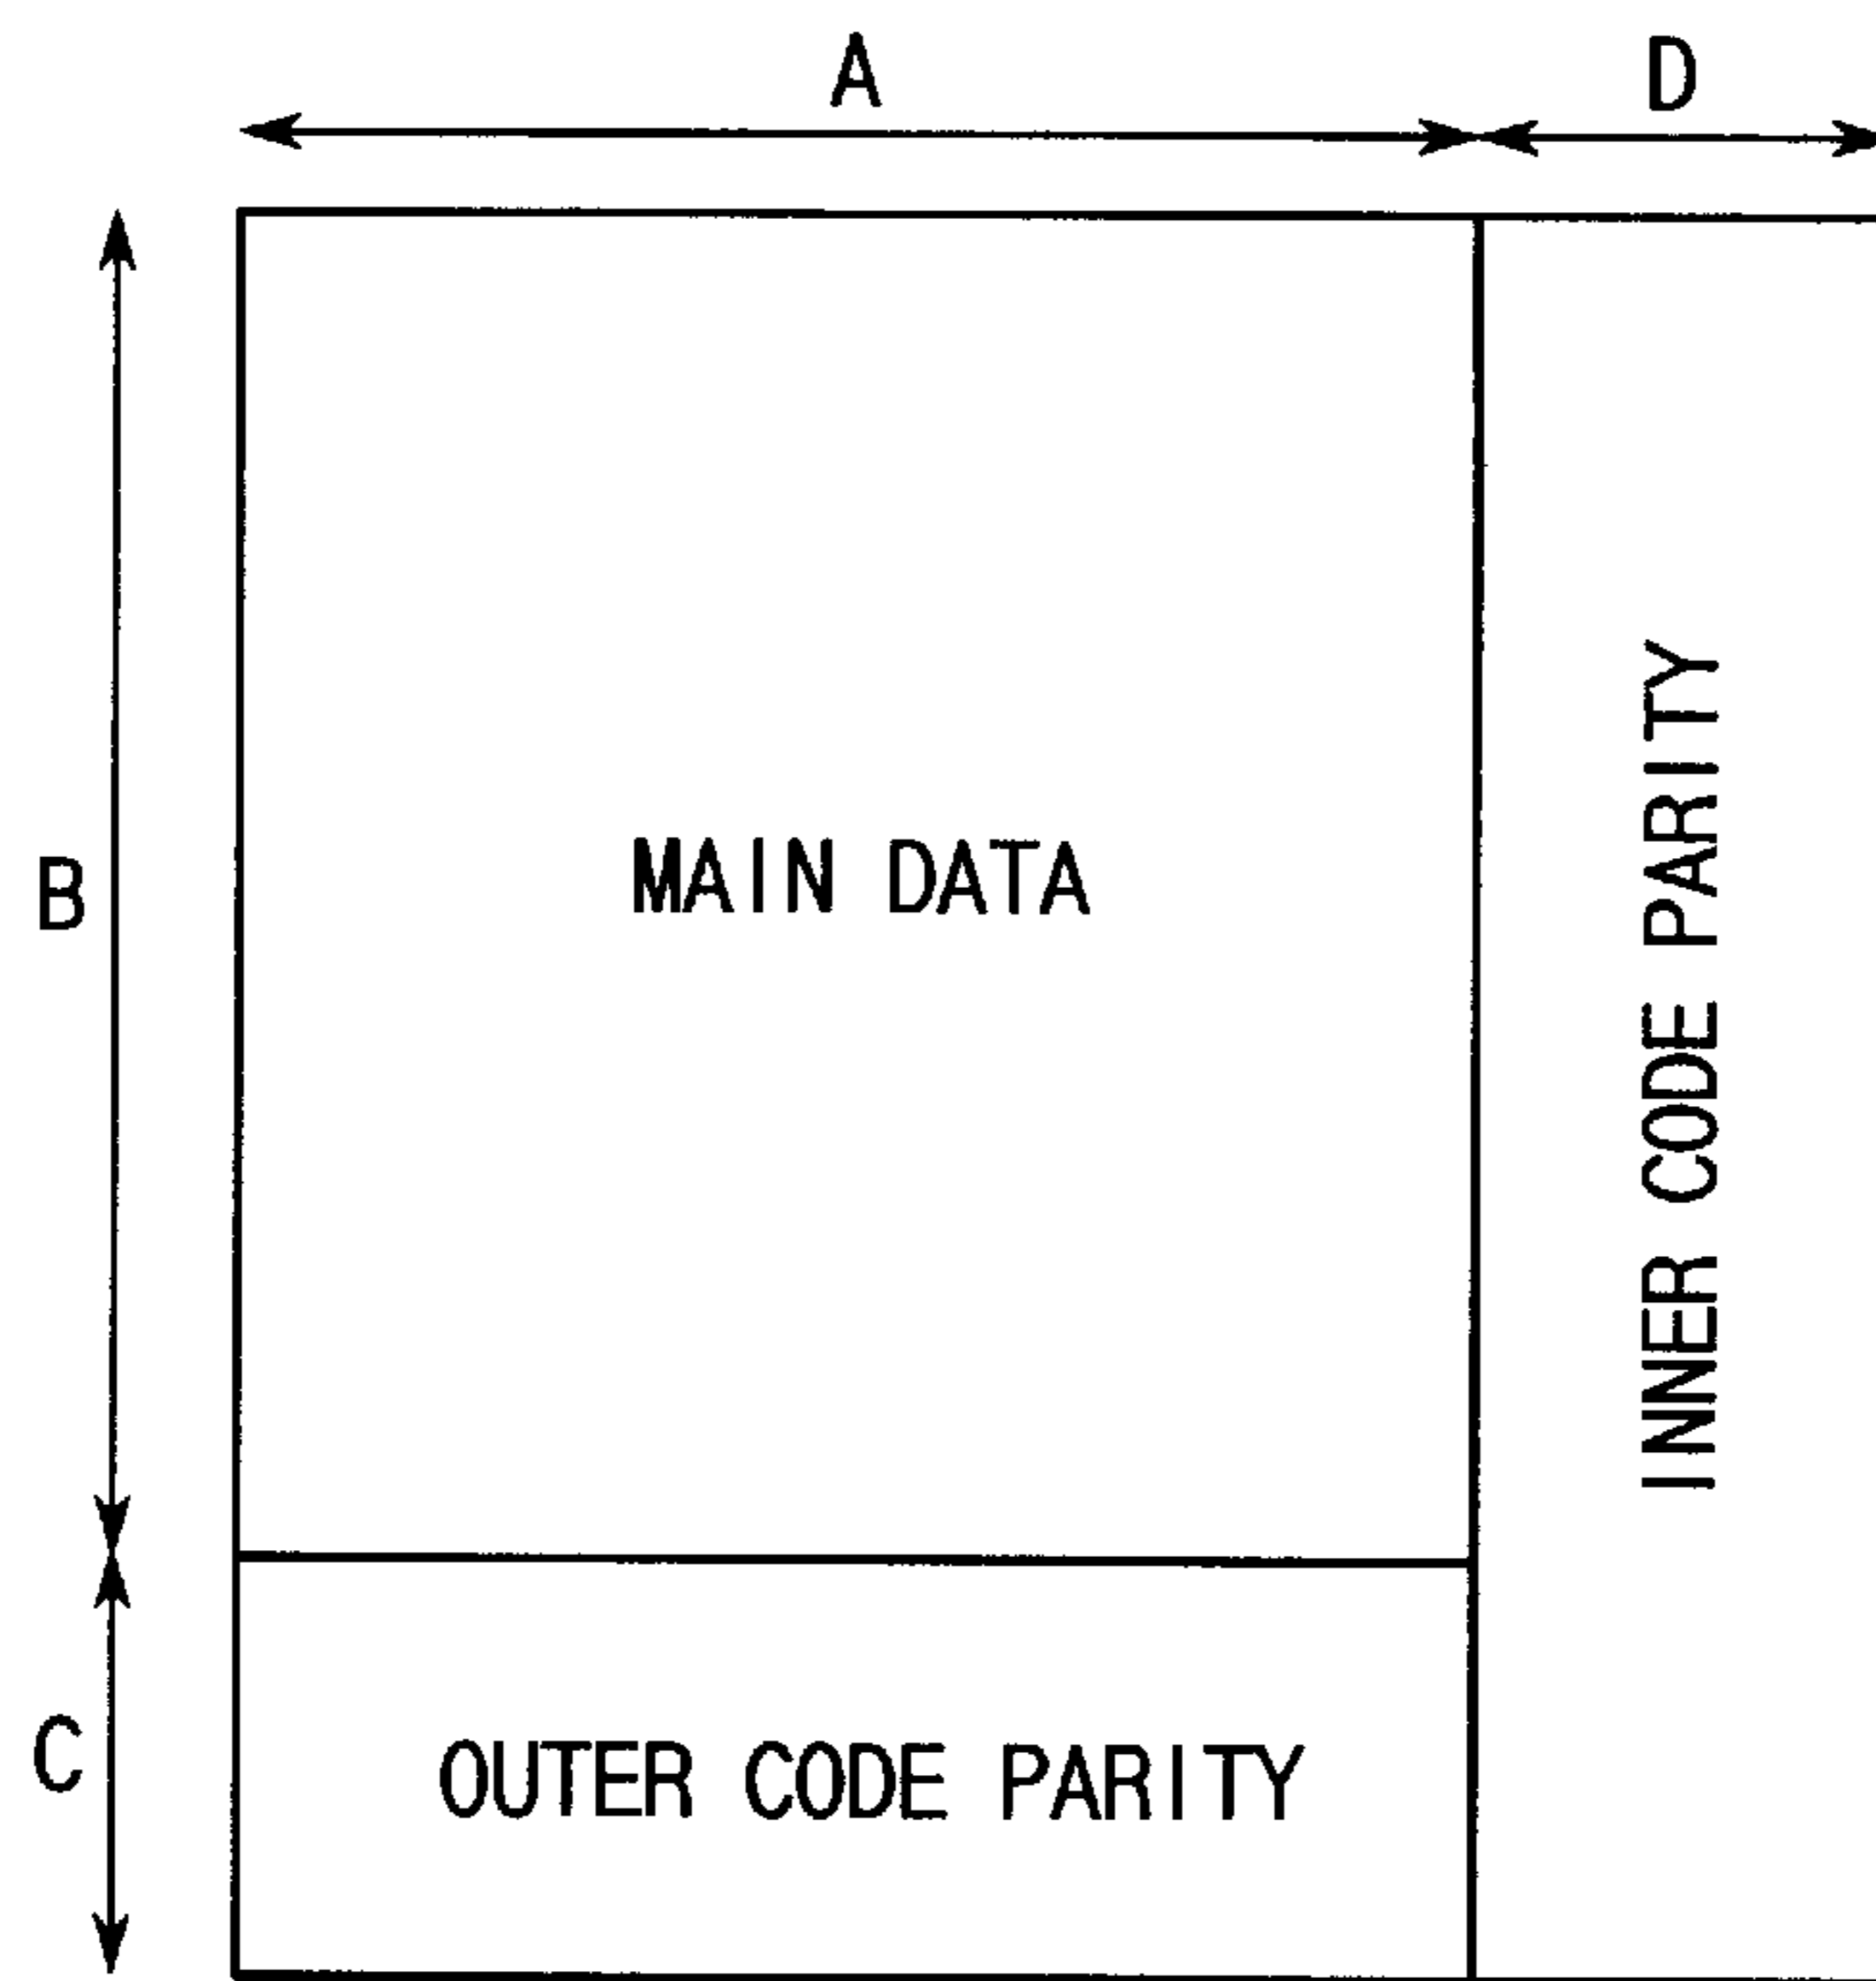 A
D
B
MAIN DATA
INNER CODE PARITY
C
OUTER CODE PARITY